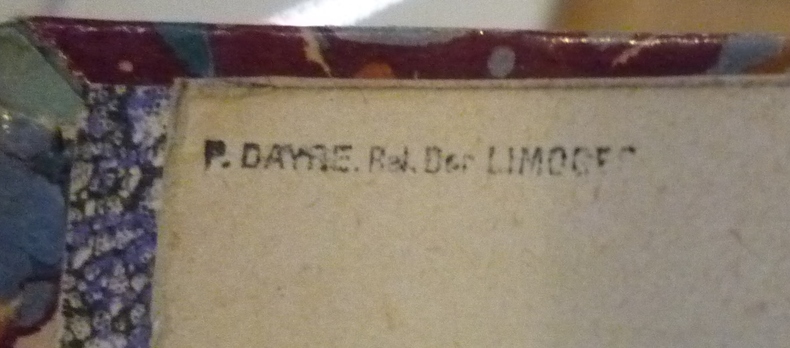 P. DAYRE. Rel. Dor LIMOGES